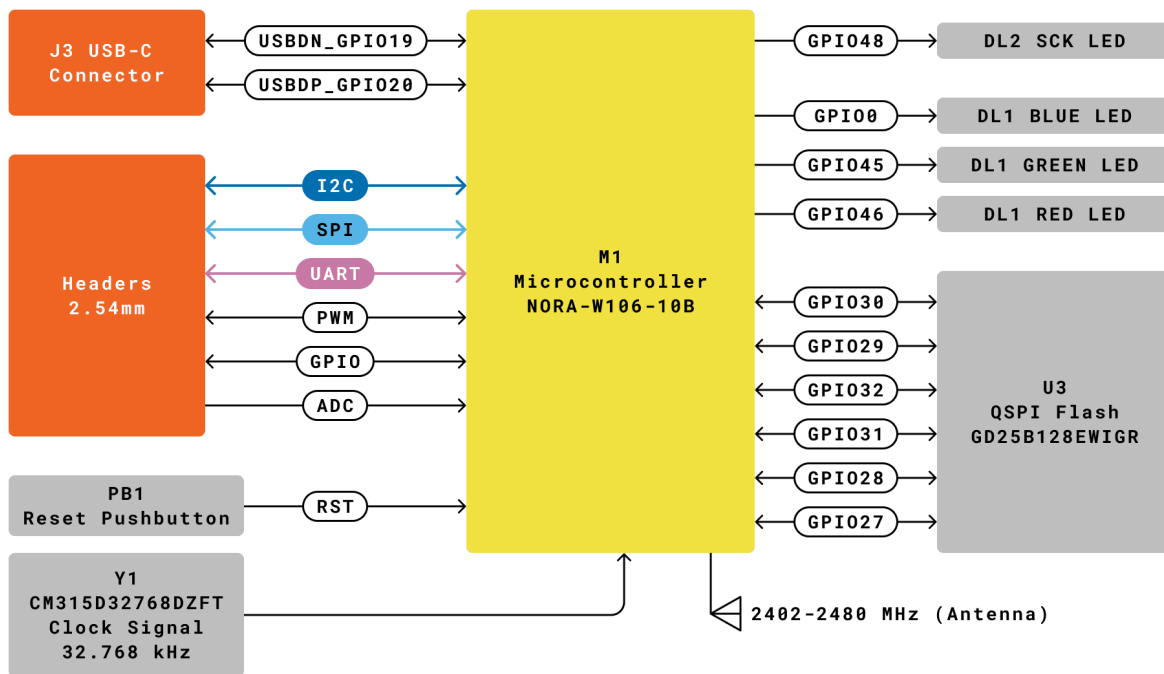 J3 USB-C
Connector
USBDN_GPIO19
USBDP_GPIO20
Headers
2.54mm
I2C
SPI
UART
PWM
GPIO
ADC
PB1
Reset Pushbutton
RST
Y1
CM315D32768DZFT
Clock Signal
32.768 kHz
M1
Microcontroller
NORA-W106-10B
GPIO48
DL2 SCK LED
GPIO0
DL1 BLUE LED
GPIO45
DL1 GREEN LED
GPIO46
DL1 RED LED
GPIO30
GPIO29
GPIO32
GPIO31
GPIO28
GPIO27
U3
QSPI Flash
GD25B128EWIGR
2402-2480 MHz (Antenna)